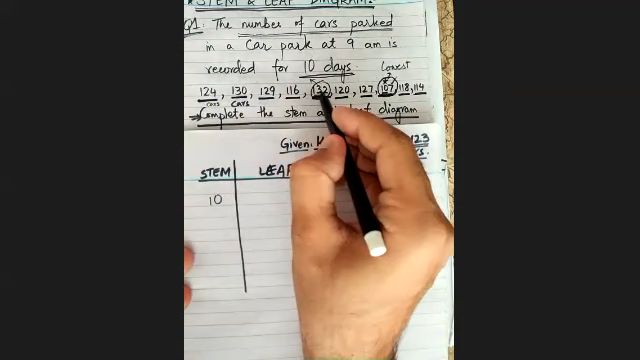 STEM & LEAF DIAGRAM:
Q1: The number of cars parked
in a Car park at 9 am is
recorded for 10 days. Lowest
124, 130, 129, 116, 132, 120, 127, 107, 118, 114
cars cars
Complete the stem a leaf diagram
Given: 123
STEM LEAF
10